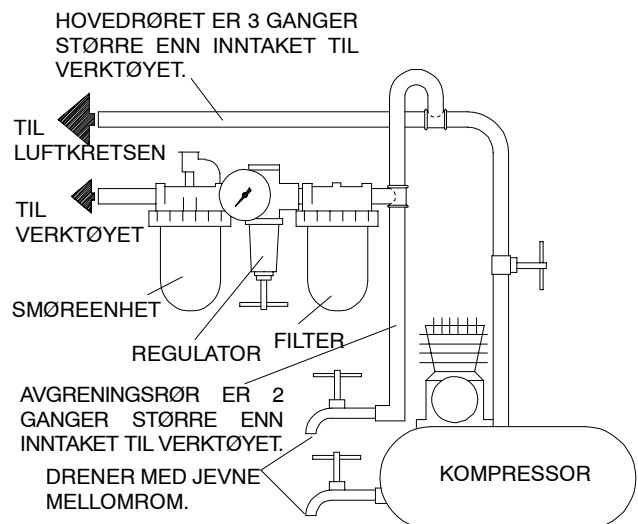 HOVEDRØRET ER 3 GANGER
STØRRE ENN INNTAKET TIL
VERKTØYET.
TIL
LUFTKRETSEN
TIL
VERKTØYET
SMØREENHET
REGULATOR
FILTER
AVGRENINGSRØR ER 2
GANGER STØRRE ENN
INNTAKET TIL VERKTØYET.
DRENER MED JEVNE
MELLOMROM.
KOMPRESSOR